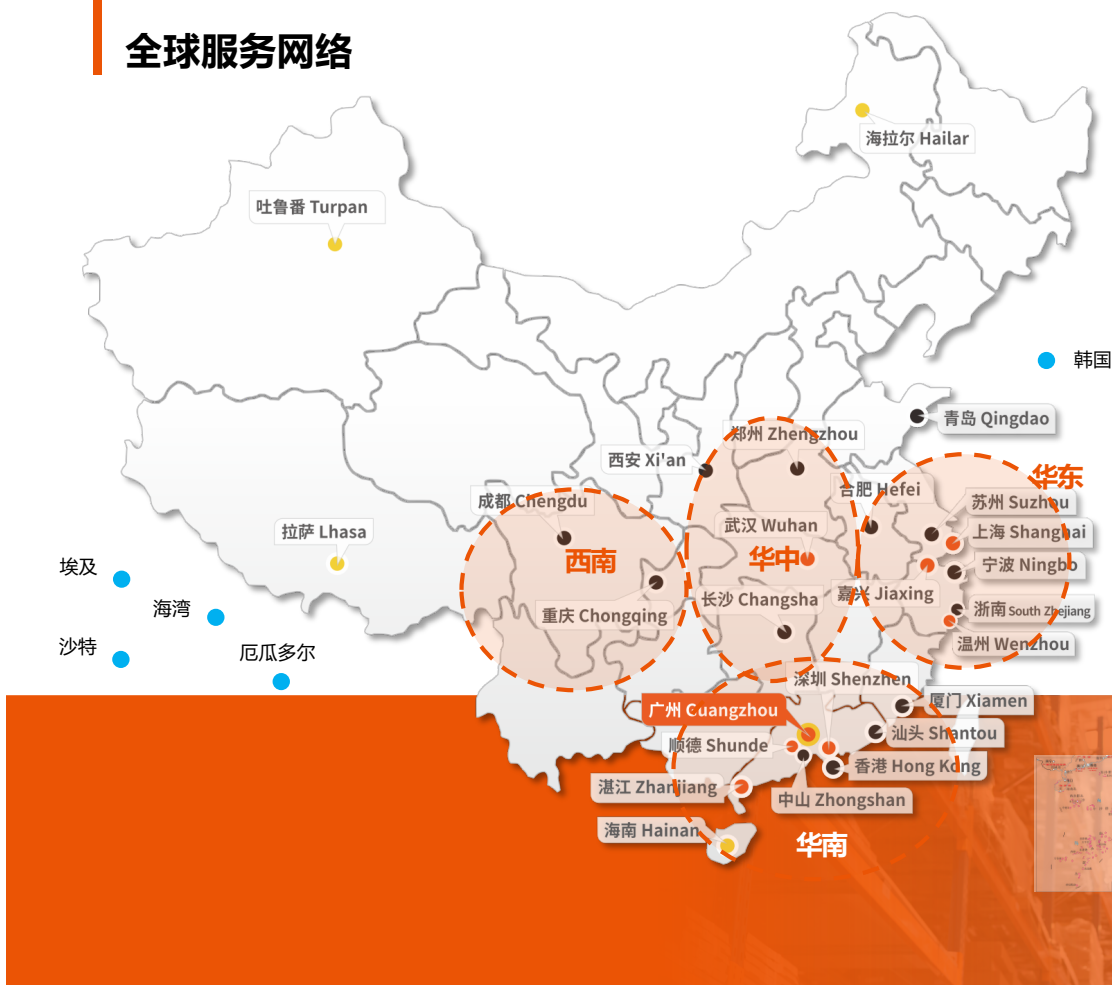 全球服务网络
海拉尔 Hailar
吐鲁番 Turpan
韩国
青岛 Qingdao
郑州 Zhengzhou
西安 Xi'an
华东
合肥 Hefei
成都 Chengdu
苏州 Suzhou
武汉 Wuhan
拉萨 Lhasa
上海 Shanghai
西南
华中
埃及
宁波 Ningbo
嘉兴 Jiaxing
长沙 Changsha
海湾
浙南 South Zhejiang
重庆 Chongqing
沙特
温州 Wenzhou
厄瓜多尔
深圳 Shenzhen
厦门 Xiamen
广州 Cuangzhou
汕头 Shantou
顺德 Shunde
香港 Hong Kong
湛江 Zhanjiang
中山 Zhongshan
海南 Hainan
华南